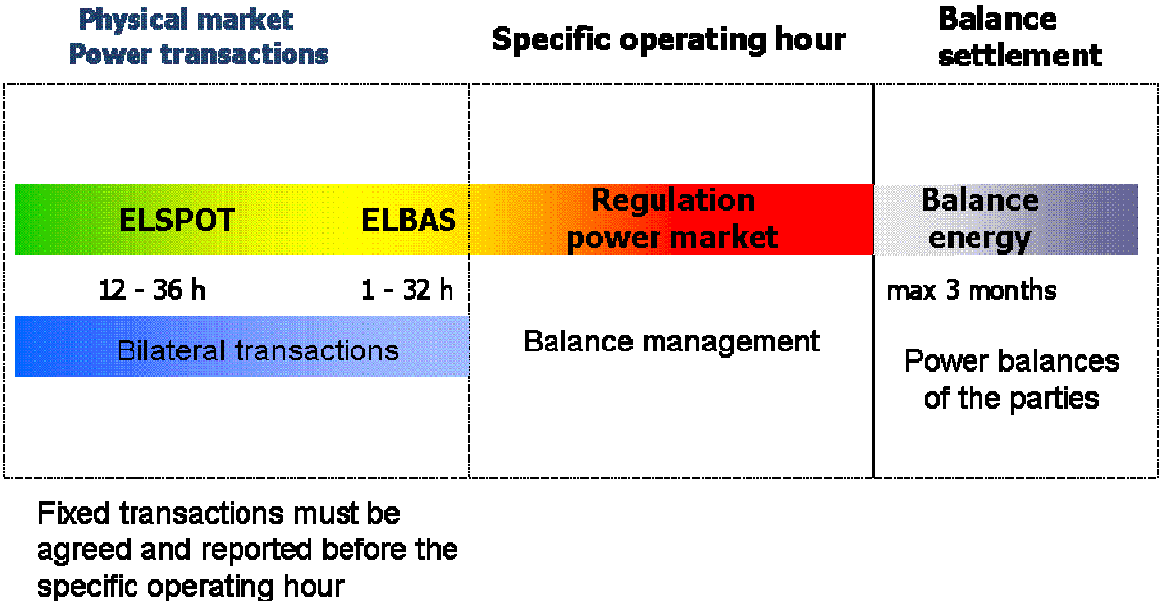 Physical market
Power transactions
Specific operating hour
Balance
settlement
ELSPOT
ELBAS
Regulation
power market
Balance
energy
12 - 36 h
1 - 32 h
max 3 months
Bilateral transactions
Balance management
Power balances
of the parties
Fixed transactions must be
agreed and reported before the
specific operating hour